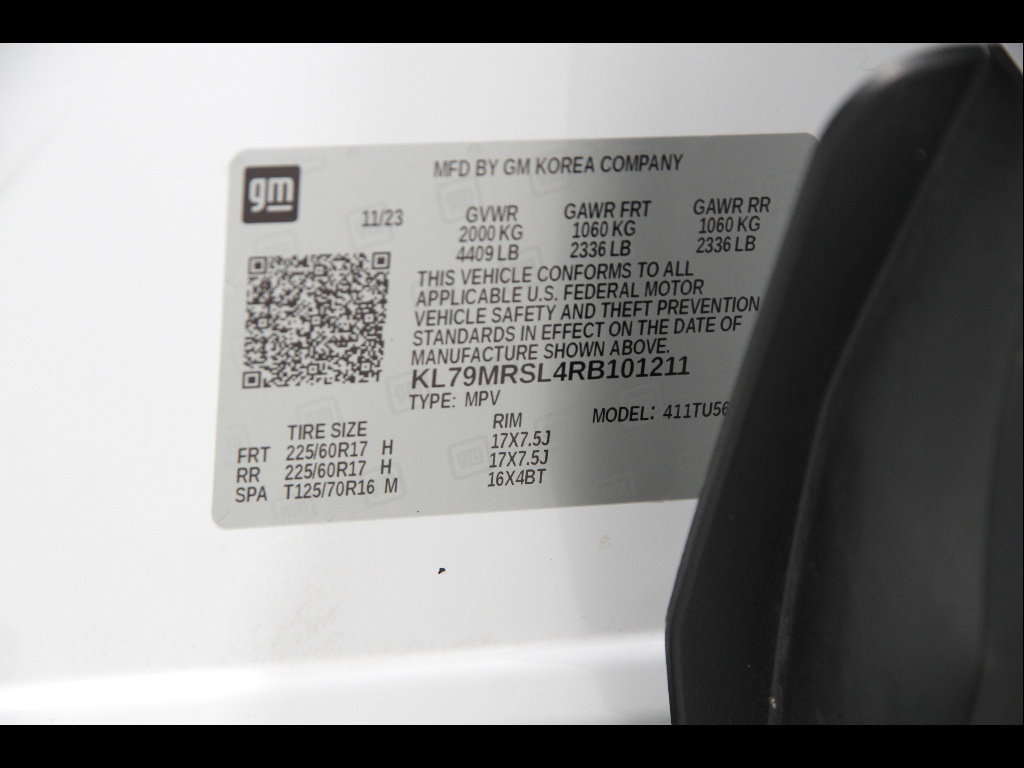 gm
MFD BY GM KOREA COMPANY
11/23 GVWR GAWR FRT GAWR RR
2000 KG 1060 KG 1060 KG
4409 LB 2336 LB 2336 LB
THIS VEHICLE CONFORMS TO ALL
APPLICABLE U.S. FEDERAL MOTOR
VEHICLE SAFETY AND THEFT PREVENTION
STANDARDS IN EFFECT ON THE DATE OF
MANUFACTURE SHOWN ABOVE.
KL79MRSL4RB101211
TYPE: MPV MODEL: 411TU56
TIRE SIZE RIM
FRT 225/60R17 H 17X7.5J
RR 225/60R17 H 17X7.5J
SPA T125/70R16 M 16X4BT